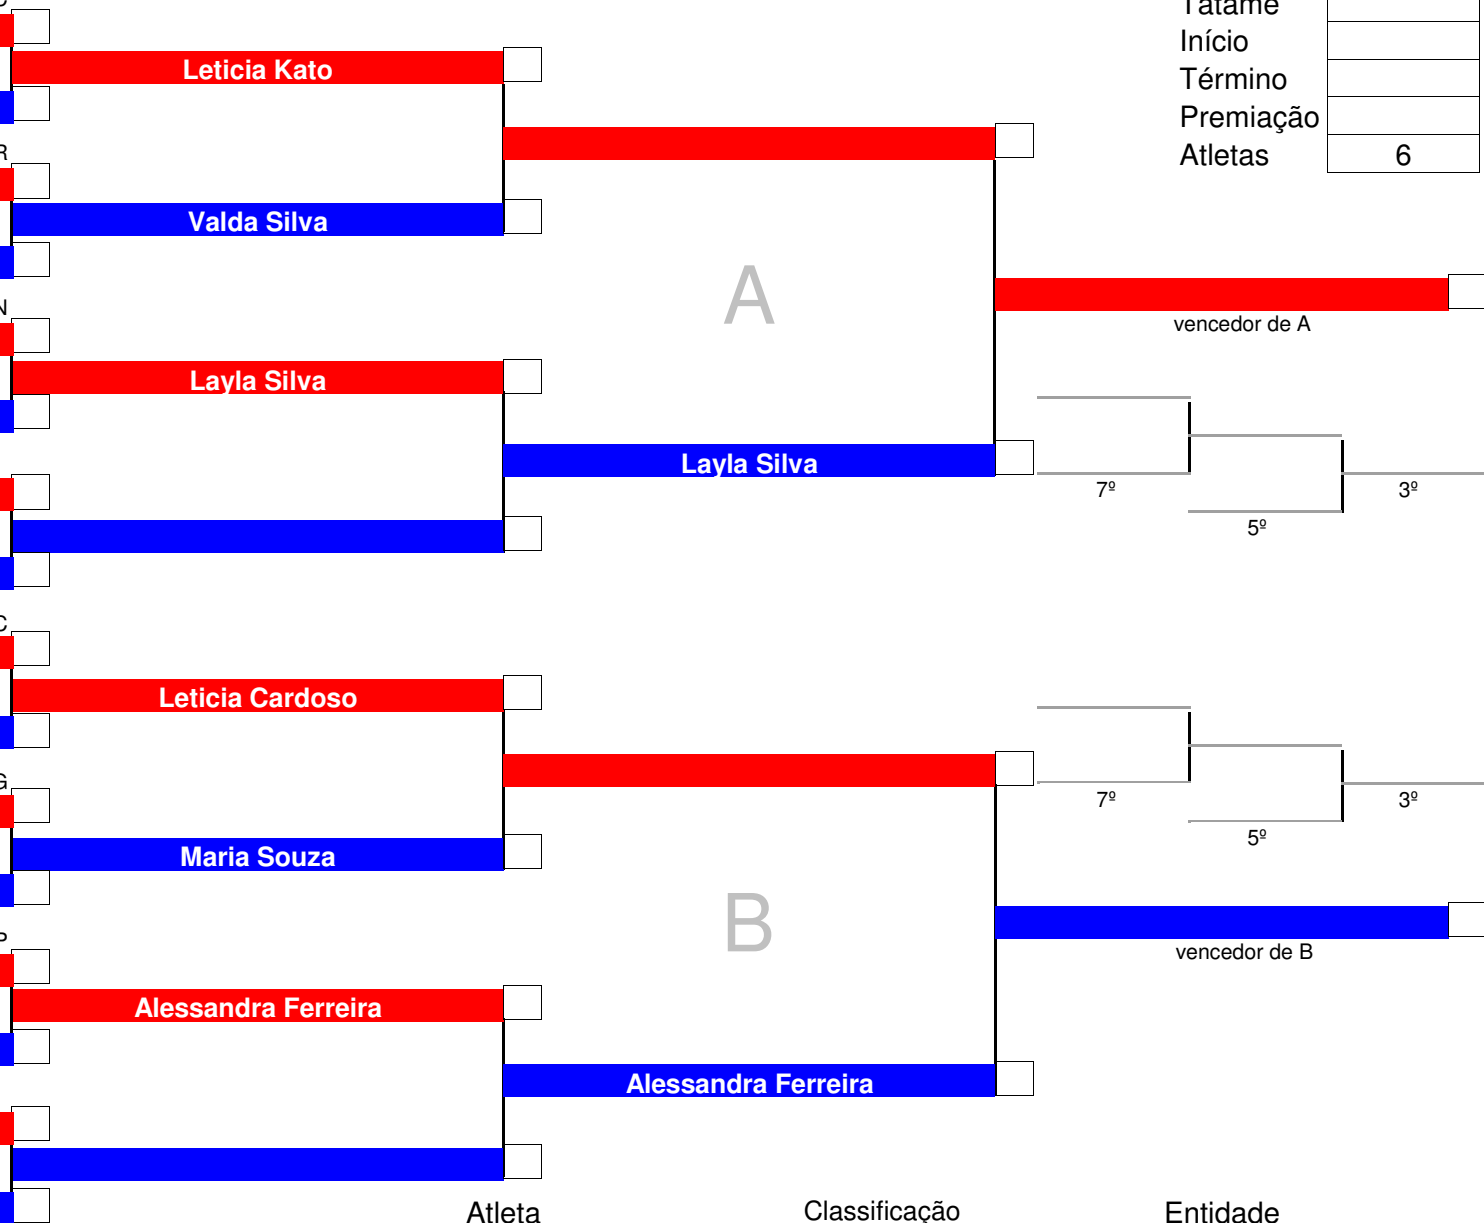 Tatame
Início
Leticia Kato
Término
Premiação
R
Atletas 6
Valda Silva
A
N
vencedor de A
Layla Silva
Layla Silva
7º 3º
5º
C
Leticia Cardoso
G
7º 3º
5º
Maria Souza
B
P
vencedor de B
Alessandra Ferreira
Alessandra Ferreira
Atleta Classificação Entidade